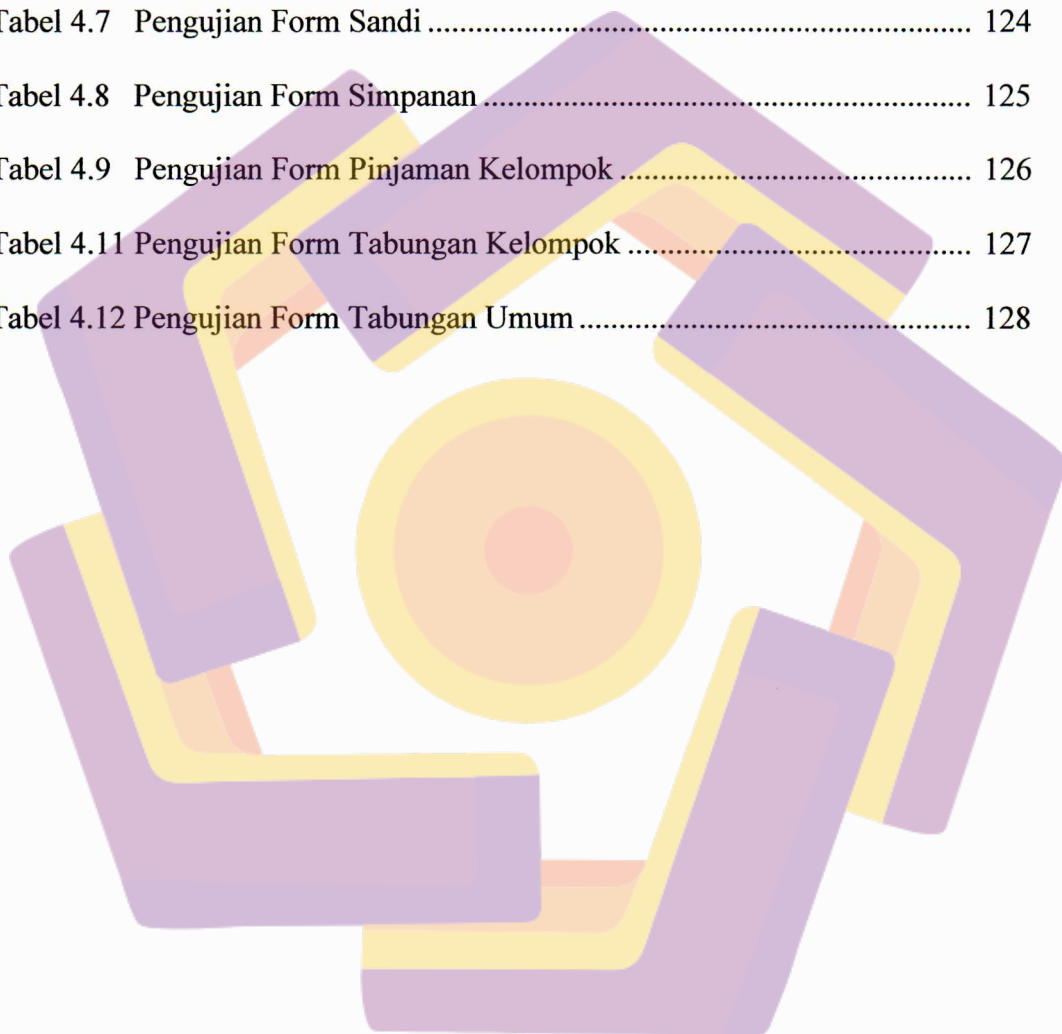 Tabel 4.7 Pengujian Form Sandi ........................................................................ 124
Tabel 4.8 Pengujian Form Simpanan ................................................................ 125
Tabel 4.9 Pengujian Form Pinjaman Kelompok .............................................. 126
Tabel 4.11 Pengujian Form Tabungan Kelompok ............................................. 127
Tabel 4.12 Pengujian Form Tabungan Umum .................................................... 128